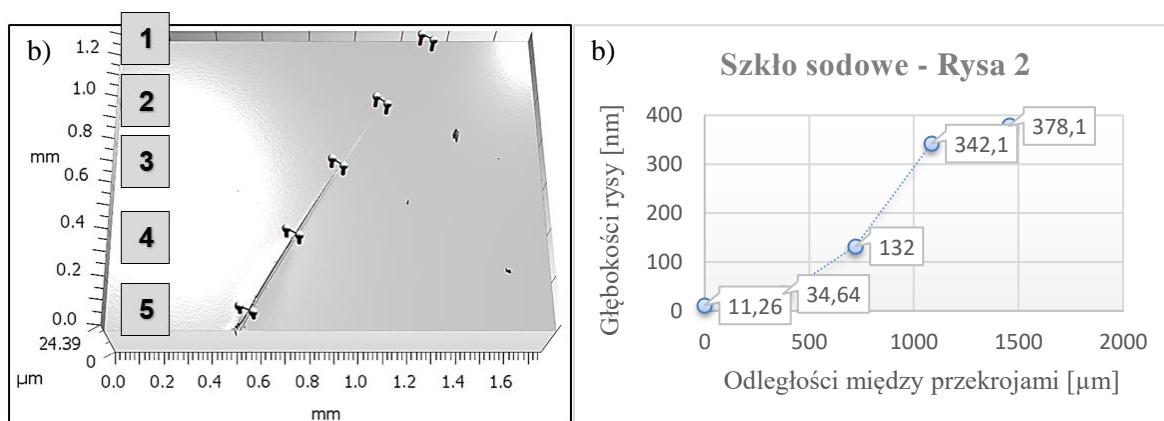 b)
1
2
3
4
5
1.2
1.0
0.8
mm
0.6
0.4
0.2
0.0
24.39
0
µm
0.0 0.2 0.4 0.6 0.8 1.0 1.2 1.4 1.6
mm
b)
Szkło sodowe - Rysa 2
Głębokości rysy [nm]
400
300
200
100
0
378,1
342,1
132
34,64
11,26
0 500 1000 1500 2000
Odległości między przekrojami [µm]